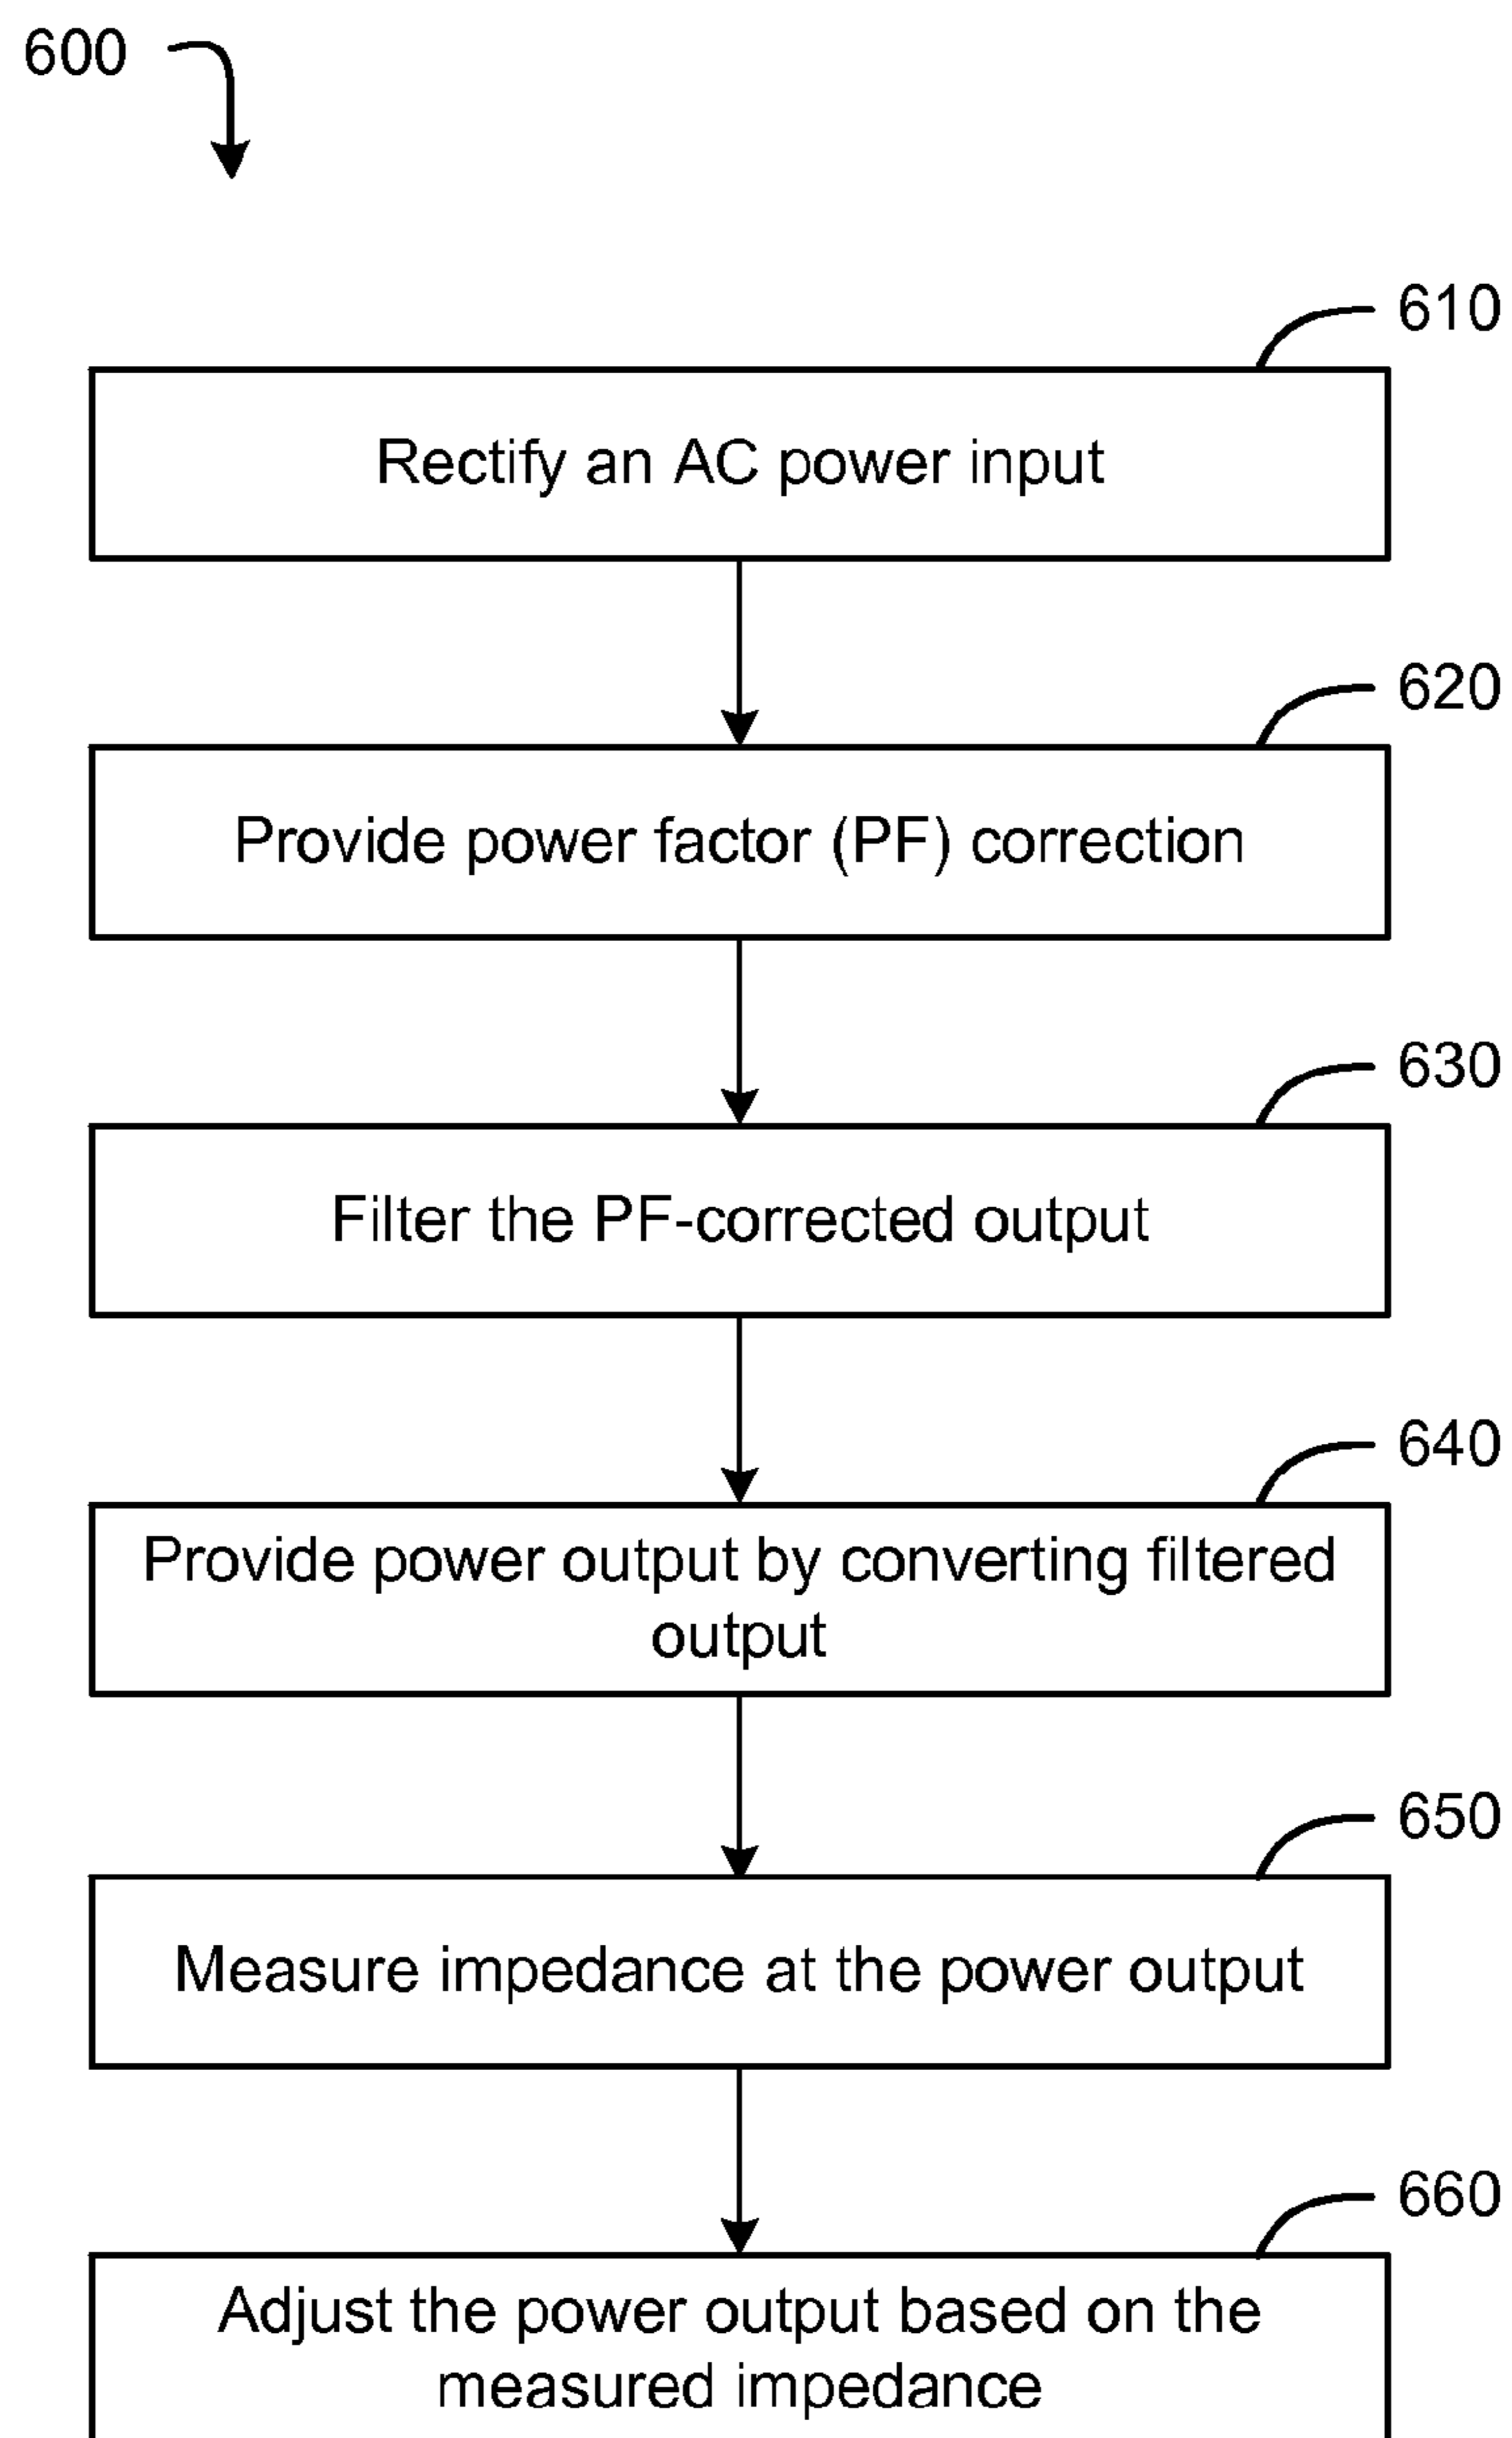 600
610
Rectify an AC power input
620
Provide power factor (PF) correction
630
Filter the PF-corrected output
640
Provide power output by converting filtered
output
650
Measure impedance at the power output
660
Adjust the power output based on the
measured impedance